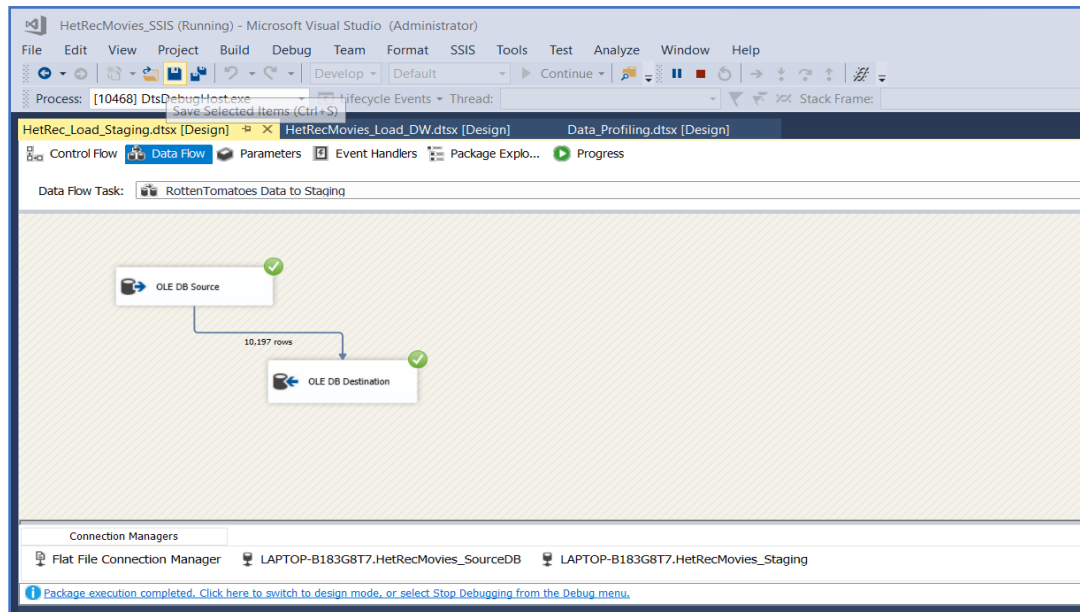 HetRecMovies_SSIS (Running) - Microsoft Visual Studio (Administrator)
File Edit View Project Build Debug Team Format SSIS Tools Test Analyze Window Help
Develop Default Continue
Process: [10468] DtsDebugHost.exe Lifecycle Events Thread: Stack Frame:
Save Selected Items (Ctrl+S)
HetRec_Load_Staging.dtsx [Design] HetRecMovies_Load_DW.dtsx [Design] Data_Profiling.dtsx [Design]
Control Flow Data Flow Parameters Event Handlers Package Explo... Progress
Data Flow Task: RottenTomatoes Data to Staging
OLE DB Source
10,197 rows
OLE DB Destination
Connection Managers
Flat File Connection Manager LAPTOP-B183G8T7.HetRecMovies_SourceDB LAPTOP-B183G8T7.HetRecMovies_Staging
Package execution completed. Click here to switch to design mode, or select Stop Debugging from the Debug menu.